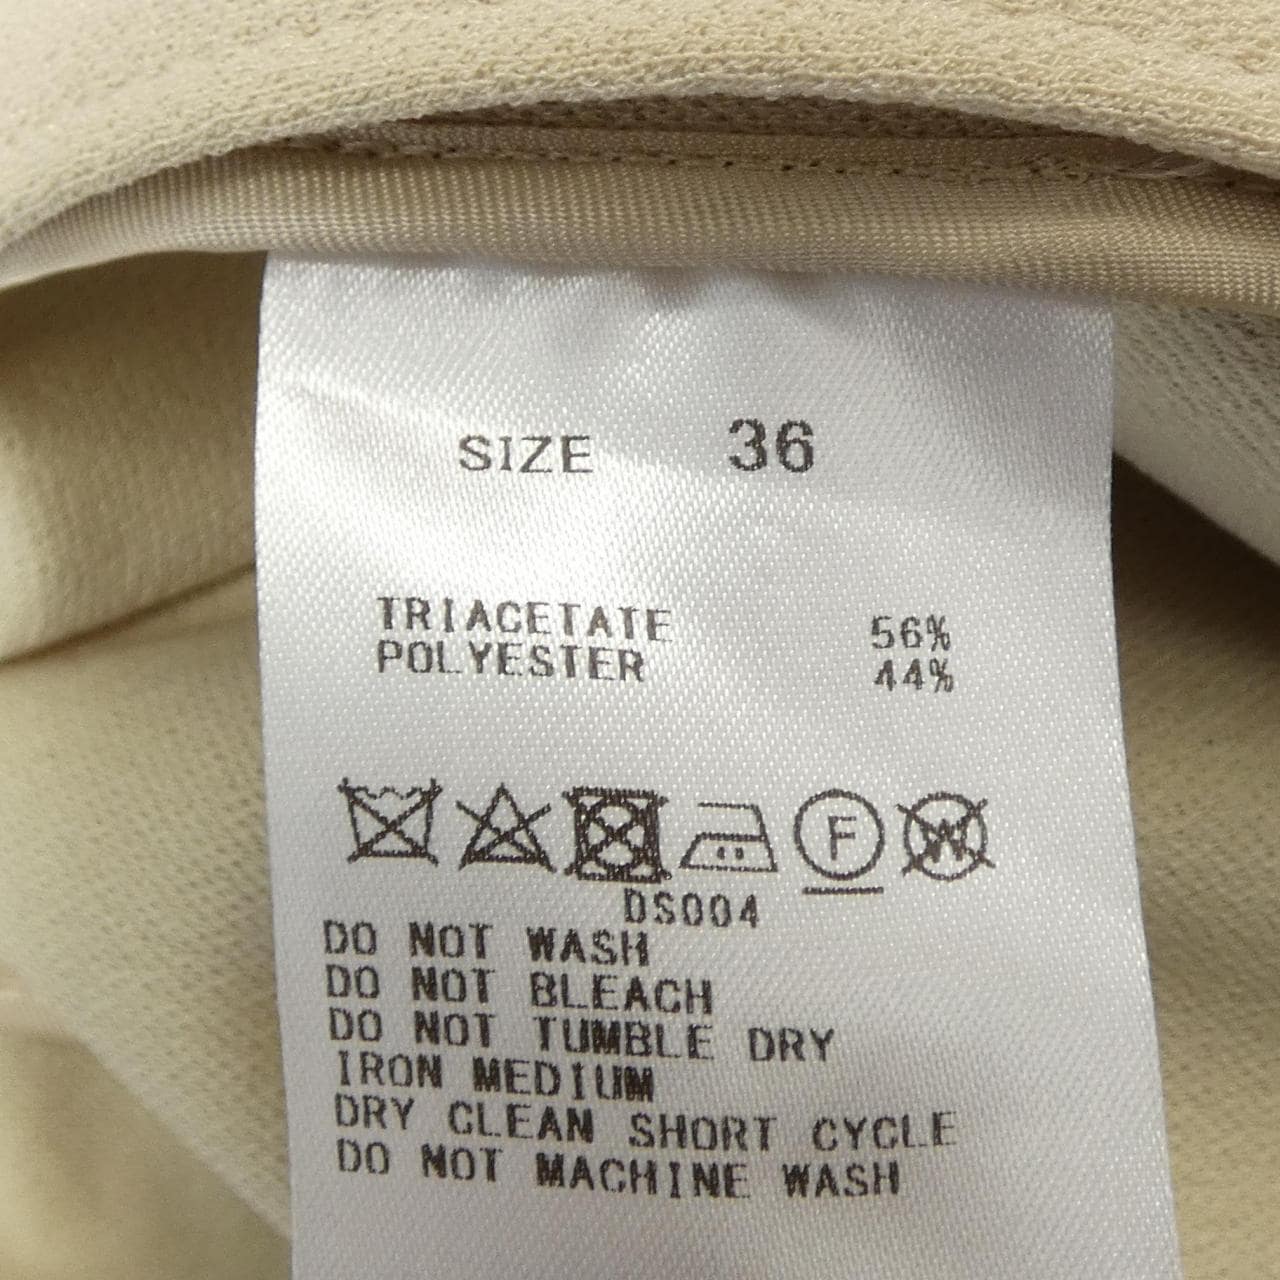 SIZE 36
TRIACETATE 56%
POLYESTER 44%
F W
DS004
DO NOT WASH
DO NOT BLEACH
DO NOT TUMBLE DRY
IRON MEDIUM
DRY CLEAN SHORT CYCLE
DO NOT MACHINE WASH